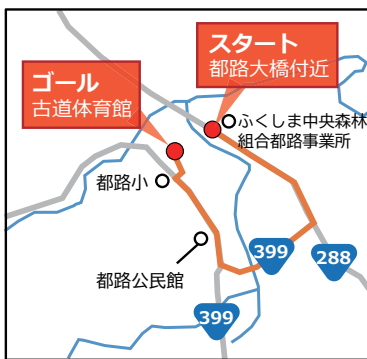 スタート
都路大橋付近
ゴール
古道体育館
ふくしま中央森林
組合都路事業所
都路小
都路公民館
399
288
399